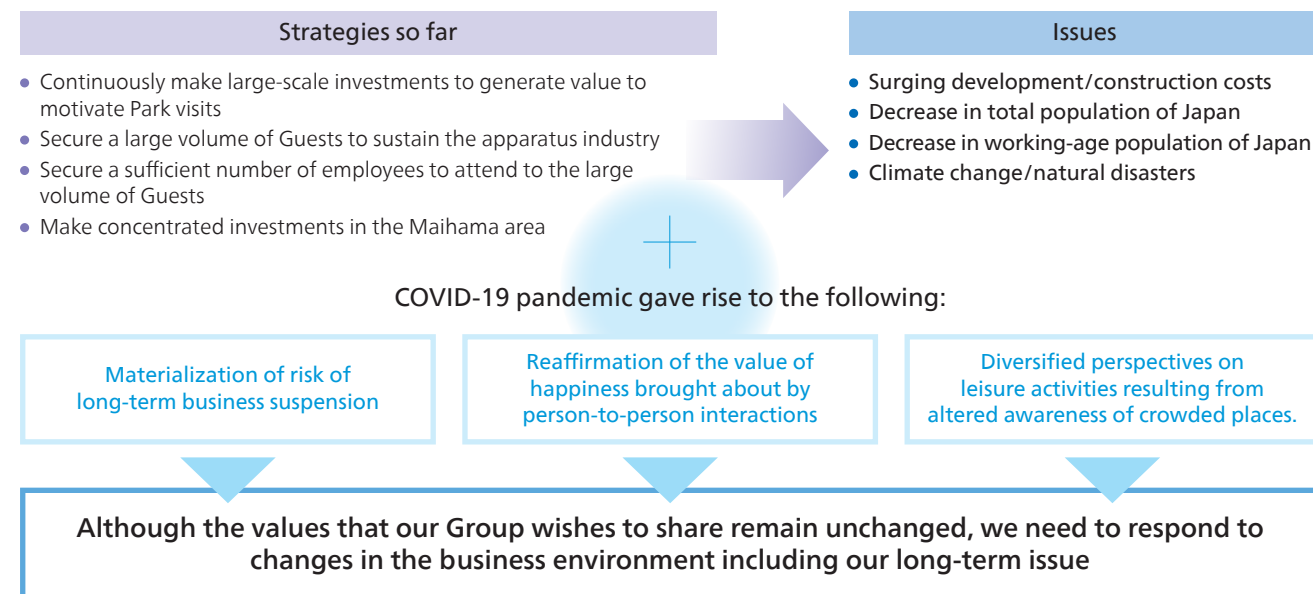 Strategies so far
• Continuously make large-scale investments to generate value to
motivate Park visits
• Secure a large volume of Guests to sustain the apparatus industry
• Secure a sufficient number of employees to attend to the large
volume of Guests
• Make concentrated investments in the Maihama area
Issues
• Surging development/construction costs
• Decrease in total population of Japan
• Decrease in working-age population of Japan
• Climate change/natural disasters
COVID-19 pandemic gave rise to the following:
Materialization of risk of
long-term business suspension
Reaffirmation of the value of
happiness brought about by
person-to-person interactions
Diversified perspectives on
leisure activities resulting from
altered awareness of crowded places.
Although the values that our Group wishes to share remain unchanged, we need to respond to
changes in the business environment including our long-term issue